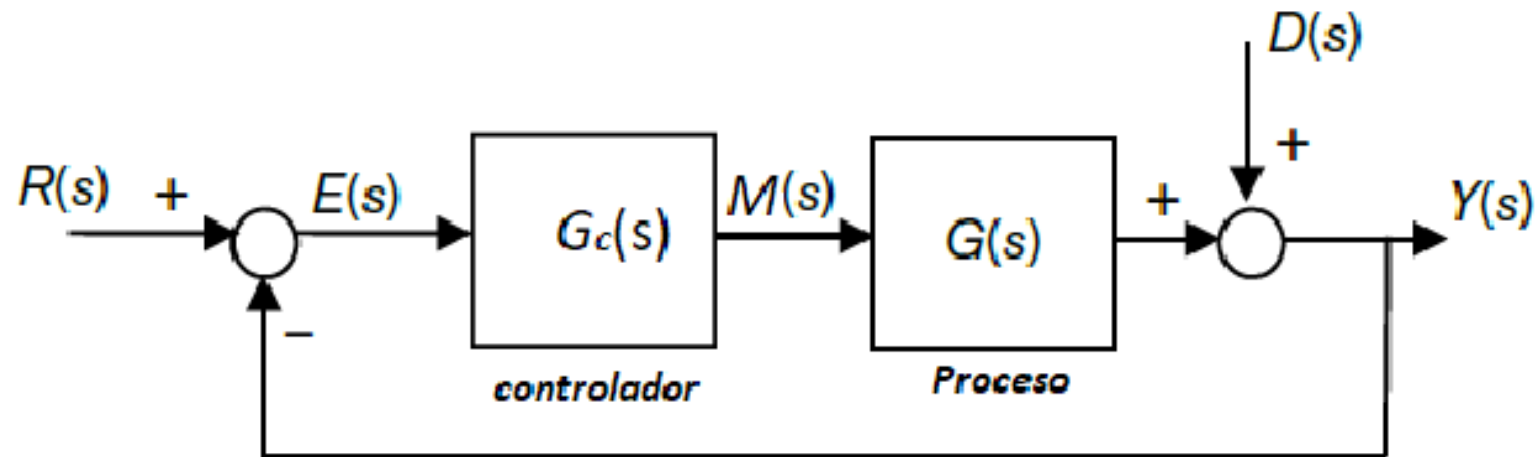 D(s)
+
R(s) + E(s) Gc(s) M(s) G(s) + Y(s)
−
controlador Proceso